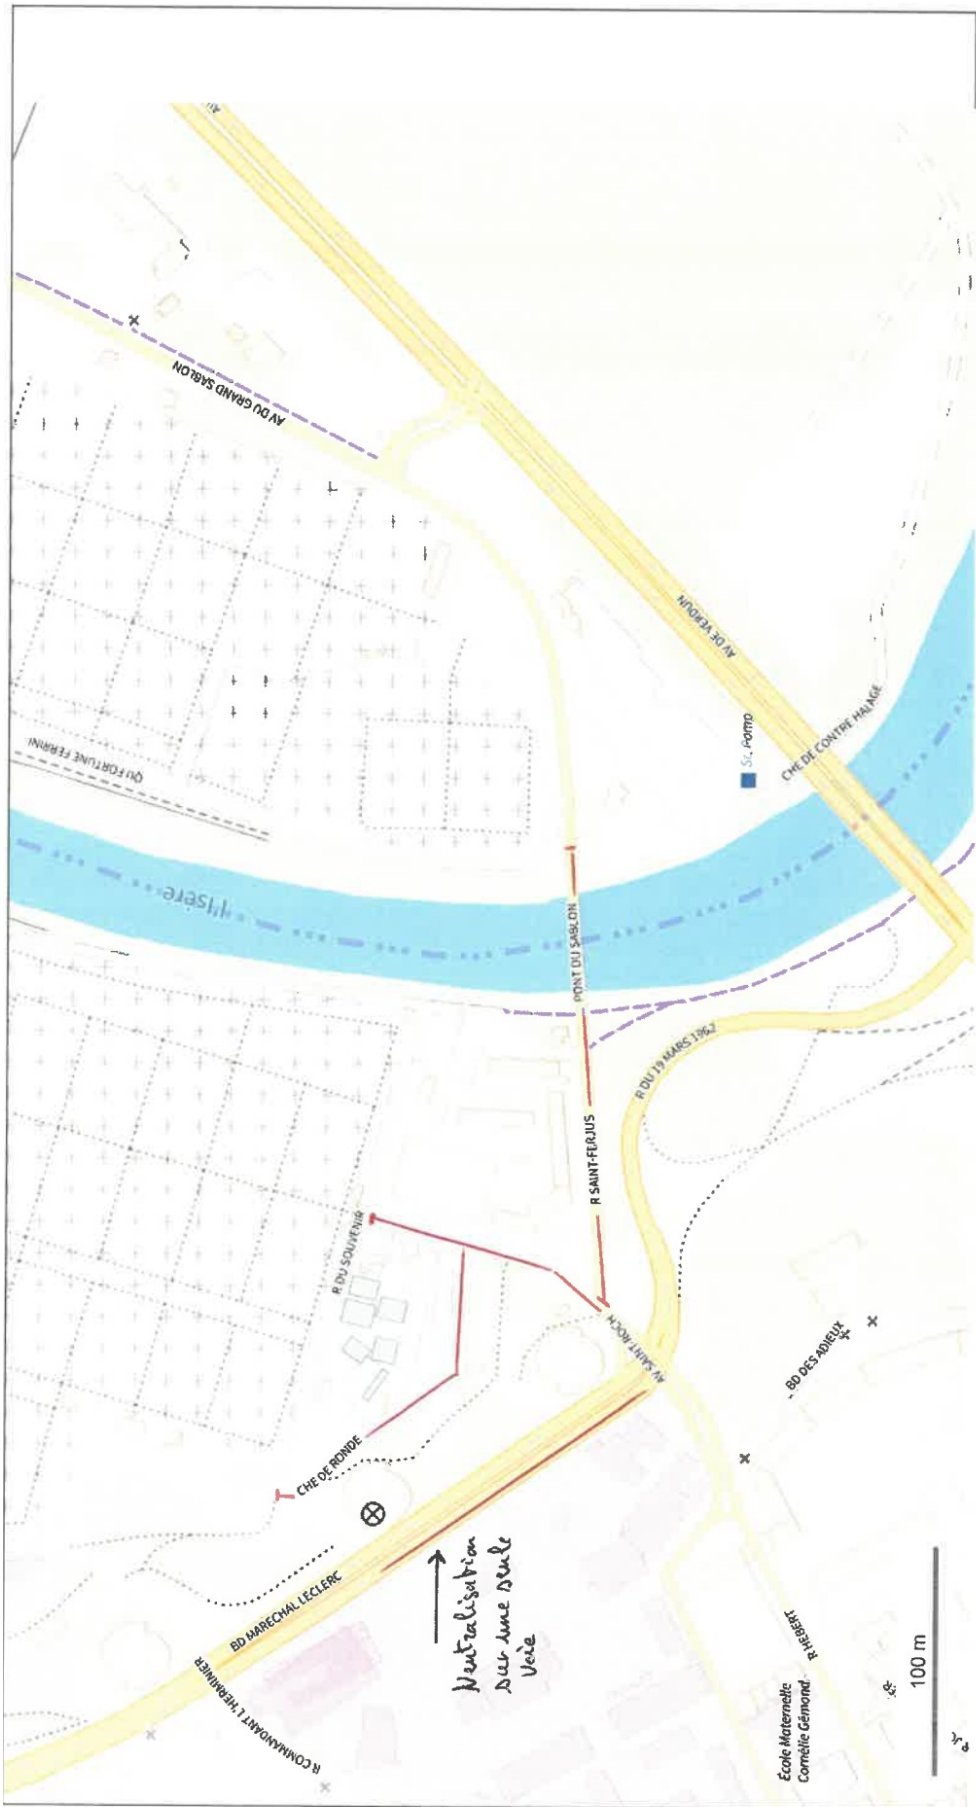 AV DU GRAND SABLON
QU FORTUNE FERRINI
AV DE VERDUN
St. Pomp
CHE DE CONTRE HALAGE
l'Isère
PONT DU SABLON
R DU 19 MARS 1962
R SAINT-FERJUS
R DU SOUVENIR
AV SAINT-ROCH
BD DES ADIEUX
CHE DE RONDE
BD MARECHAL LECLERC
Neutralisation
sur une seule
Voie
R COMMANDANT L'HERMINIER
R HEBERT
École Maternelle
Cornélie Gémond
100 m